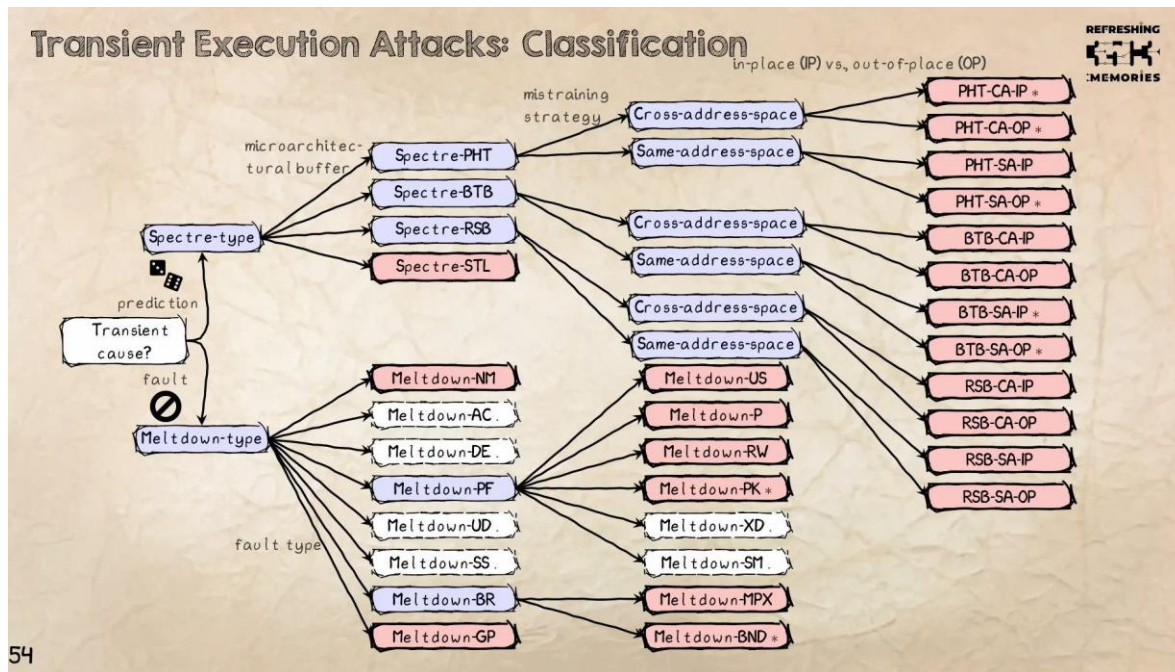 Transient Execution Attacks: Classification
REFRESHING
:MEMORIES
in-place (IP) vs., out-of-place (OP)
mistraining
strategy
microarchitec-
tural buffer
Spectre-type
prediction
Transient
cause?
fault
Meltdown-type
fault type
Spectre-PHT
Spectre-BTB
Spectre-RSB
Spectre-STL
Meltdown-NM
Meltdown-AC.
Meltdown-DE.
Meltdown-PF
Meltdown-UD.
Meltdown-SS.
Meltdown-BR
Meltdown-GP
Cross-address-space
Same-address-space
Cross-address-space
Same-address-space
Cross-address-space
Same-address-space
Meltdown-US
Meltdown-P
Meltdown-RW
Meltdown-PK *
Meltdown-XD.
Meltdown-SM.
Meltdown-MPX
Meltdown-BND *
PHT-CA-IP *
PHT-CA-OP *
PHT-SA-IP
PHT-SA-OP *
BTB-CA-IP
BTB-CA-OP
BTB-SA-IP *
BTB-SA-OP *
RSB-CA-IP
RSB-CA-OP
RSB-SA-IP
RSB-SA-OP
54